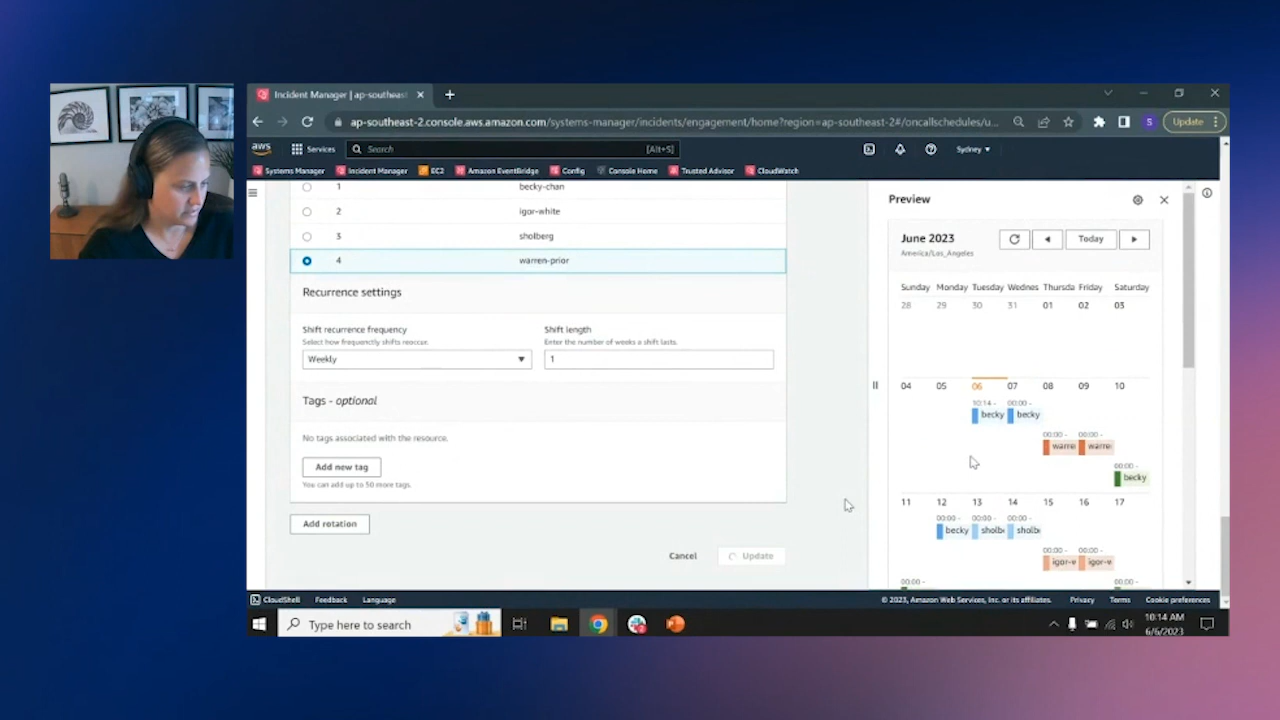 Incident Manager | ap-southeast
ap-southeast-2.console.aws.amazon.com/systems-manager/incidents/engagement/home?region=ap-southeast-2#/oncallschedules/u...
S
Update
aws
Services
Search
[Alt+S]
Sydney
Systems Manager
Incident Manager
EC2
Amazon EventBridge
Config
Console Home
Trusted Advisor
CloudWatch
1 becky-chan
2 igor-white
3 sholberg
4 warren-prior
Recurrence settings
Shift recurrence frequency
Select how frequently shifts reoccur.
Weekly
Shift length
Enter the number of weeks a shift lasts.
1
Tags - optional
No tags associated with the resource.
Add new tag
You can add up to 50 more tags.
Add rotation
Cancel
Update
Preview
June 2023
America/Los_Angeles
Today
Sunday Monday Tuesday Wednes Thursda Friday Saturday
28 29 30 31 01 02 03
04 05 06 07 08 09 10
10:14 - 00:00 -
becky becky
00:00 - 00:00 -
warre warre
00:00 -
becky
11 12 13 14 15 16 17
00:00 - 00:00 - 00:00 -
becky sholb sholb
00:00 - 00:00 -
igor-v igor-v
00:00 - 00:00 -
CloudShell
Feedback
Language
© 2023, Amazon Web Services, Inc. or its affiliates.
Privacy
Terms
Cookie preferences
Type here to search
10:14 AM
6/6/2023